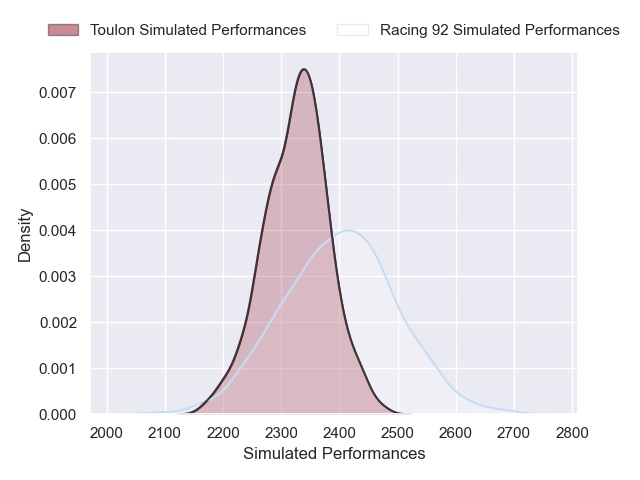 Toulon Simulated Performances Racing 92 Simulated Performances
0.007
0.006
0.005
0.004
0.003
0.002
0.001
0.000
Density
2000 2100 2200 2300 2400 2500 2600 2700 2800
Simulated Performances